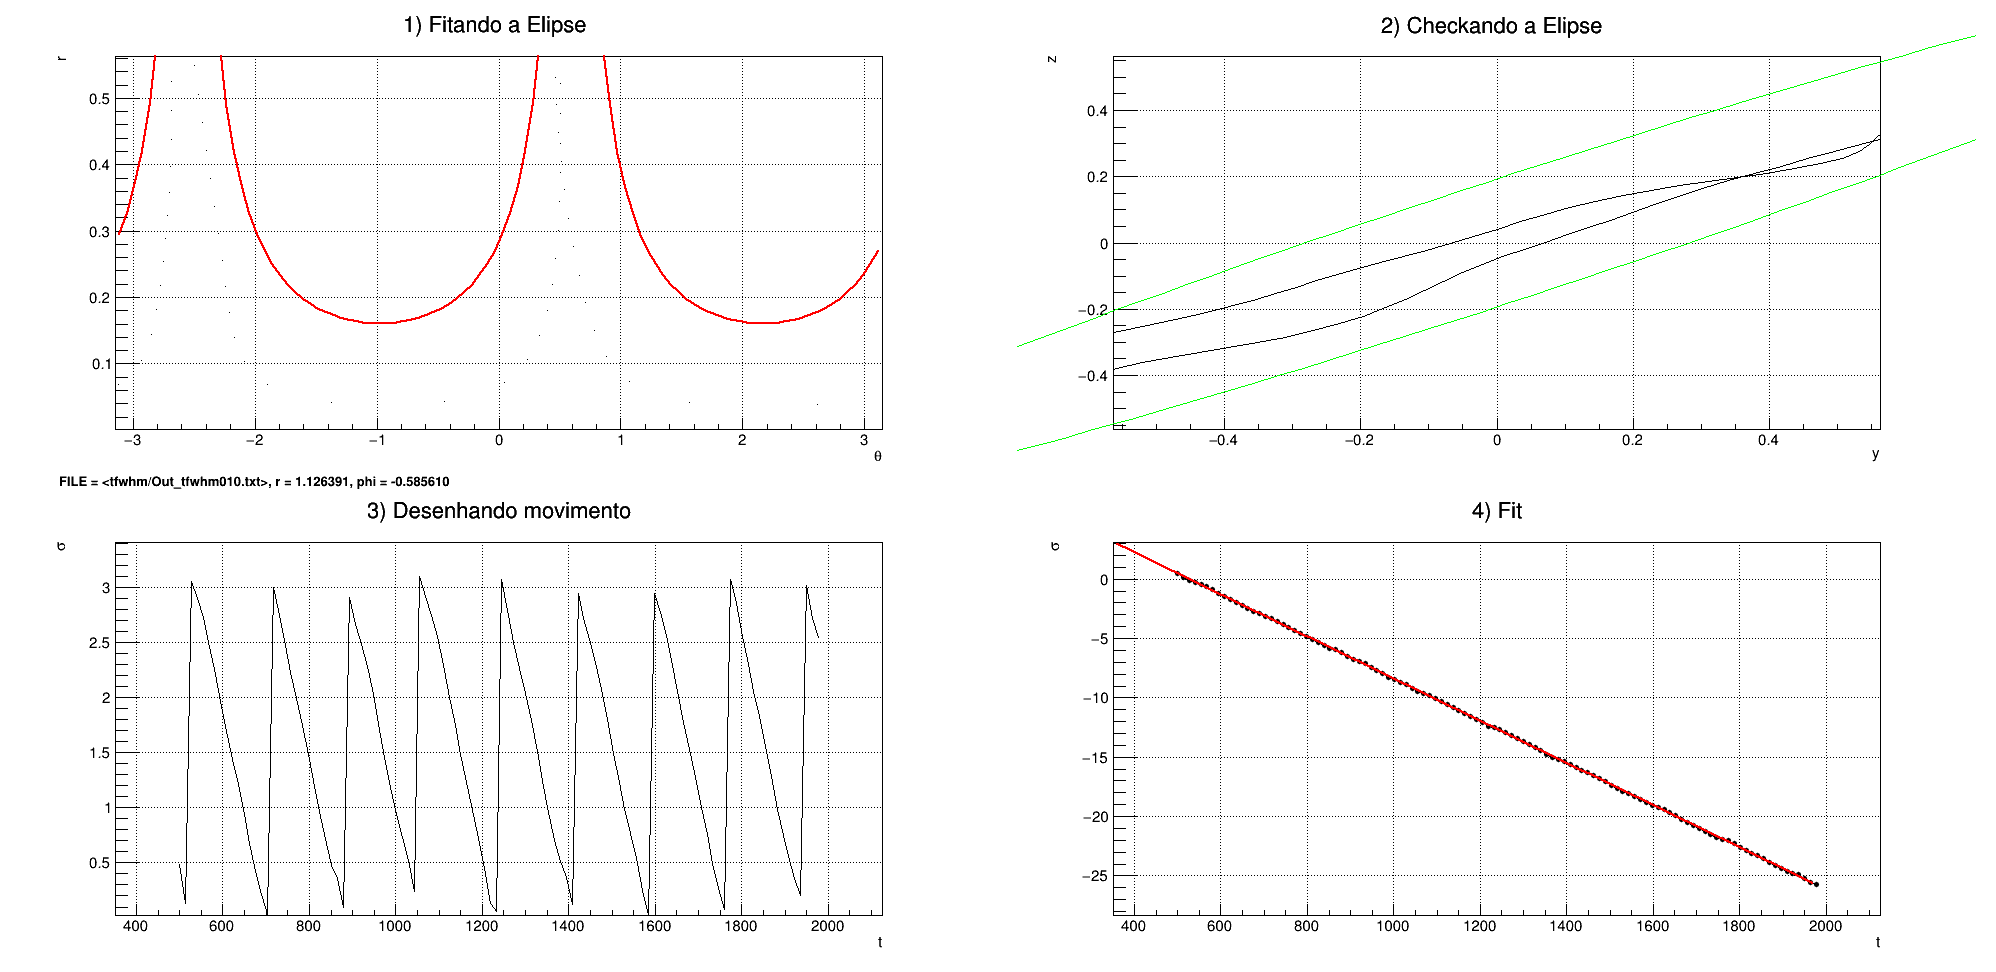 1) Fitando a Elipse
r
0.5
0.4
0.3
0.2
0.1
−3 −2 −1 0 1 2 3
θ
2) Checkando a Elipse
z
0.4
0.2
0
−0.2
−0.4
−0.4 −0.2 0 0.2 0.4
y
FILE = <tfwhm/Out_tfwhm010.txt>, r = 1.126391, phi = -0.585610
3) Desenhando movimento
σ
3
2.5
2
1.5
1
0.5
400 600 800 1000 1200 1400 1600 1800 2000
t
4) Fit
σ
0
−5
−10
−15
−20
−25
400 600 800 1000 1200 1400 1600 1800 2000
t